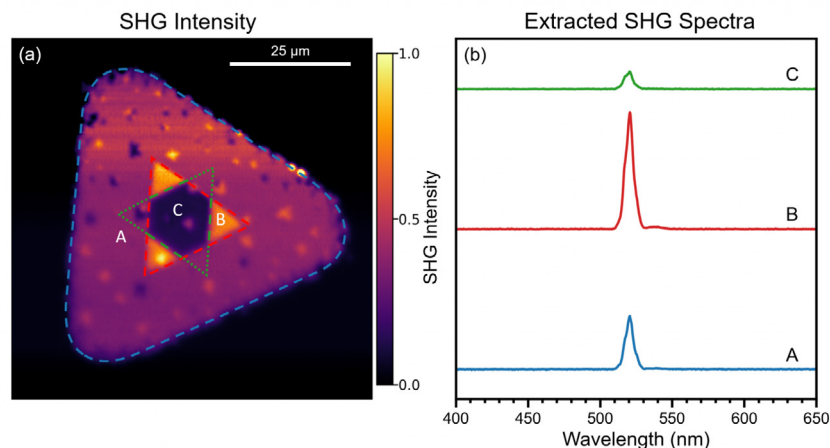 SHG Intensity
Extracted SHG Spectra
(a)
25 µm
1.0
0.5
0.0
A
B
C
(b)
C
B
A
SHG Intensity
400 450 500 550 600 650
Wavelength (nm)